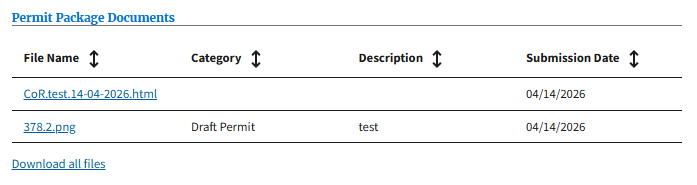 Permit Package Documents
File Name Category Description Submission Date
CoR.test.14-04-2026.html 04/14/2026
378.2.png Draft Permit test 04/14/2026
Download all files